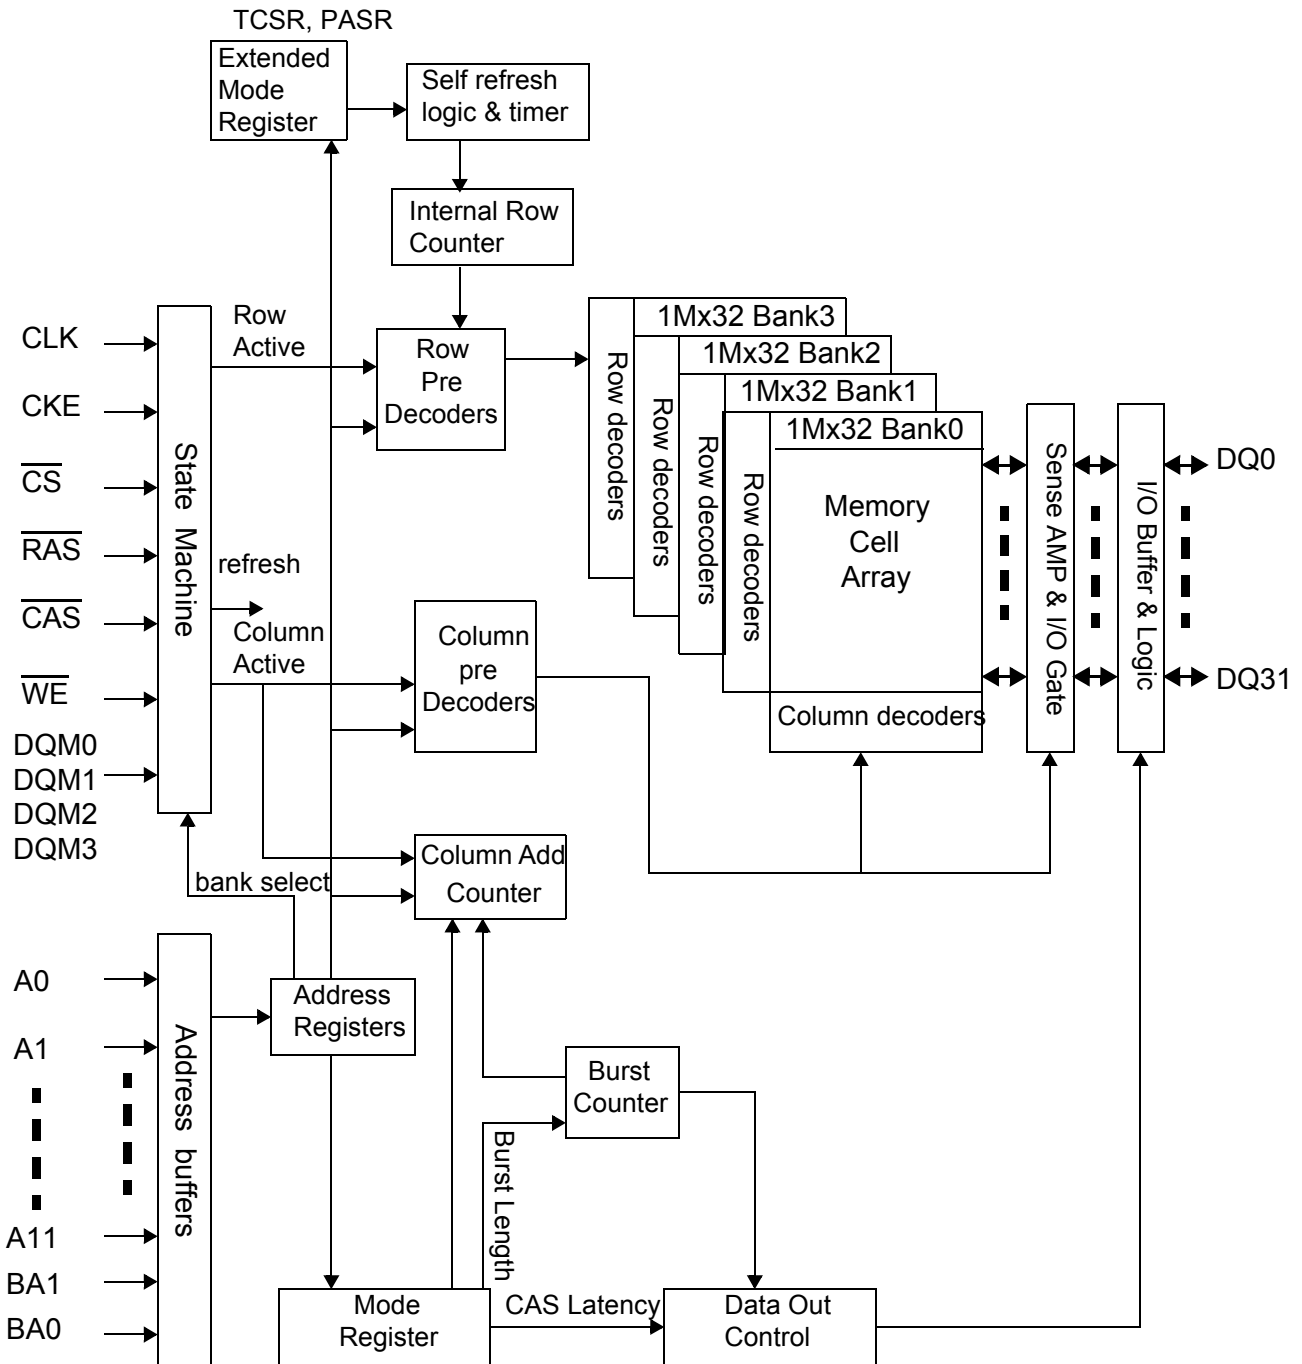 TCSR, PASR
Extended
Mode
Register
Self refresh
logic & timer
Internal Row
Counter
Row
Active
Row
Pre
Decoders
CLK
CKE
CS
RAS
CAS
WE
DQM0
DQM1
DQM2
DQM3
State Machine
refresh
Column
Active
Column
pre
Decoders
Row decoders
1Mx32 Bank3
Row decoders
1Mx32 Bank2
Row decoders
1Mx32 Bank1
Row decoders
1Mx32 Bank0
Memory
Cell
Array
Column decoders
Sense AMP & I/O Gate
I/O Buffer & Logic
DQ0
DQ31
bank select
Column Add
Counter
A0
A1
A11
BA1
BA0
Address buffers
Address
Registers
Burst
Counter
Burst Length
Mode
Register
CAS Latency
Data Out
Control